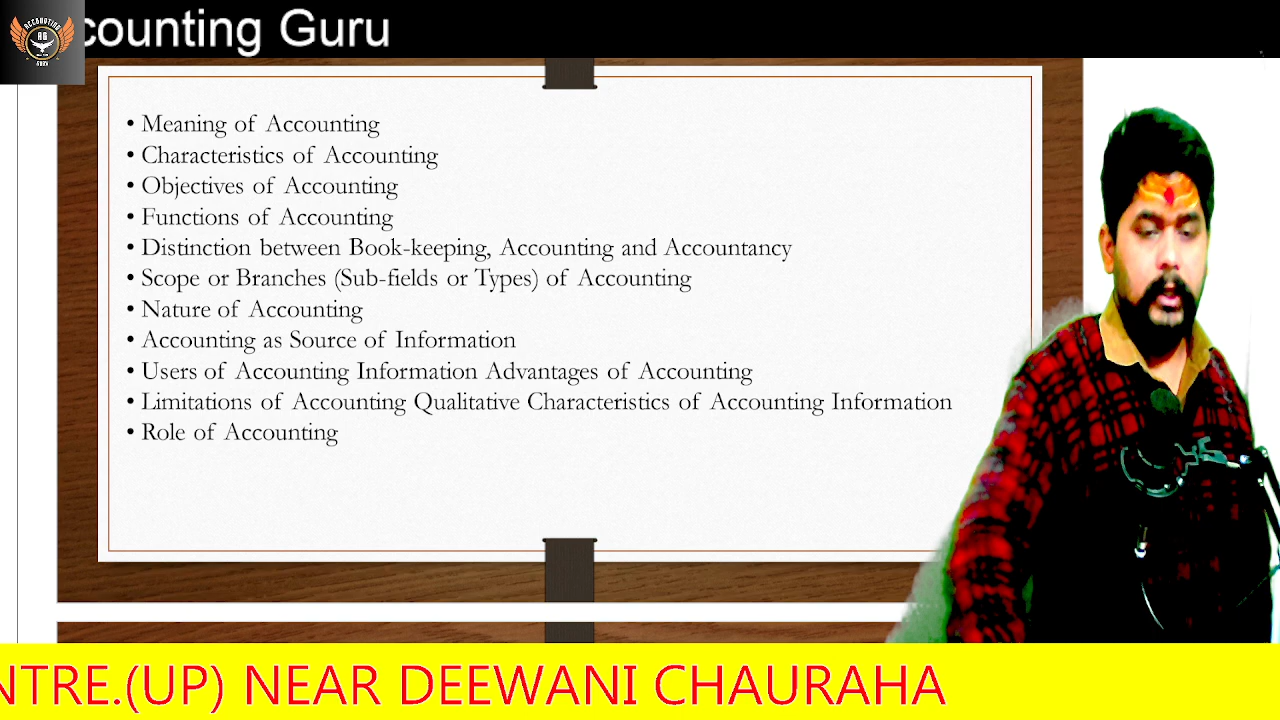 counting Guru
ACCOUNTING
AG
GURU
• Meaning of Accounting
• Characteristics of Accounting
• Objectives of Accounting
• Functions of Accounting
• Distinction between Book-keeping, Accounting and Accountancy
• Scope or Branches (Sub-fields or Types) of Accounting
• Nature of Accounting
• Accounting as Source of Information
• Users of Accounting Information Advantages of Accounting
• Limitations of Accounting Qualitative Characteristics of Accounting Information
• Role of Accounting
NTRE.(UP) NEAR DEEWANI CHAURAHA